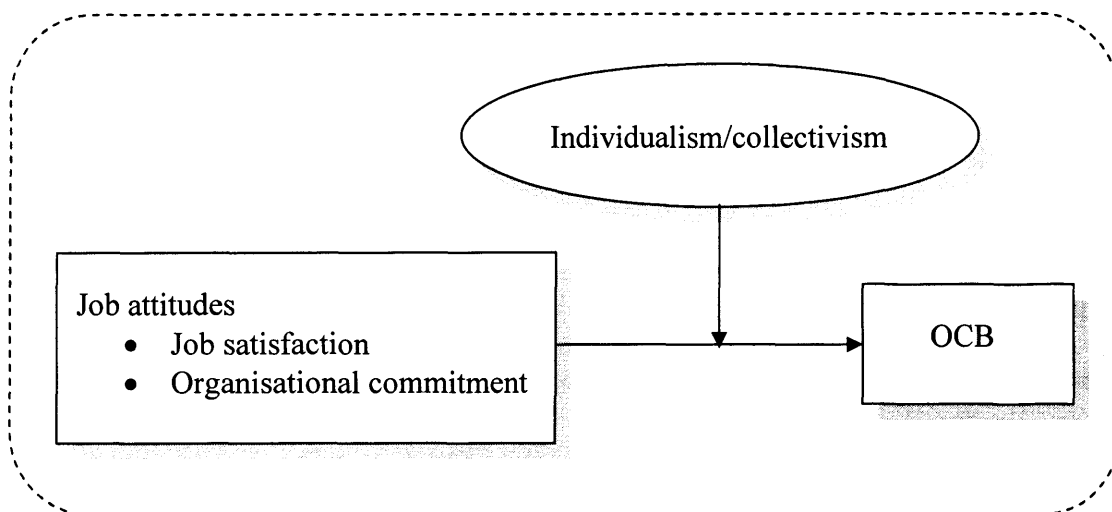 Individualism/collectivism
Job attitudes
• Job satisfaction
• Organisational commitment
OCB